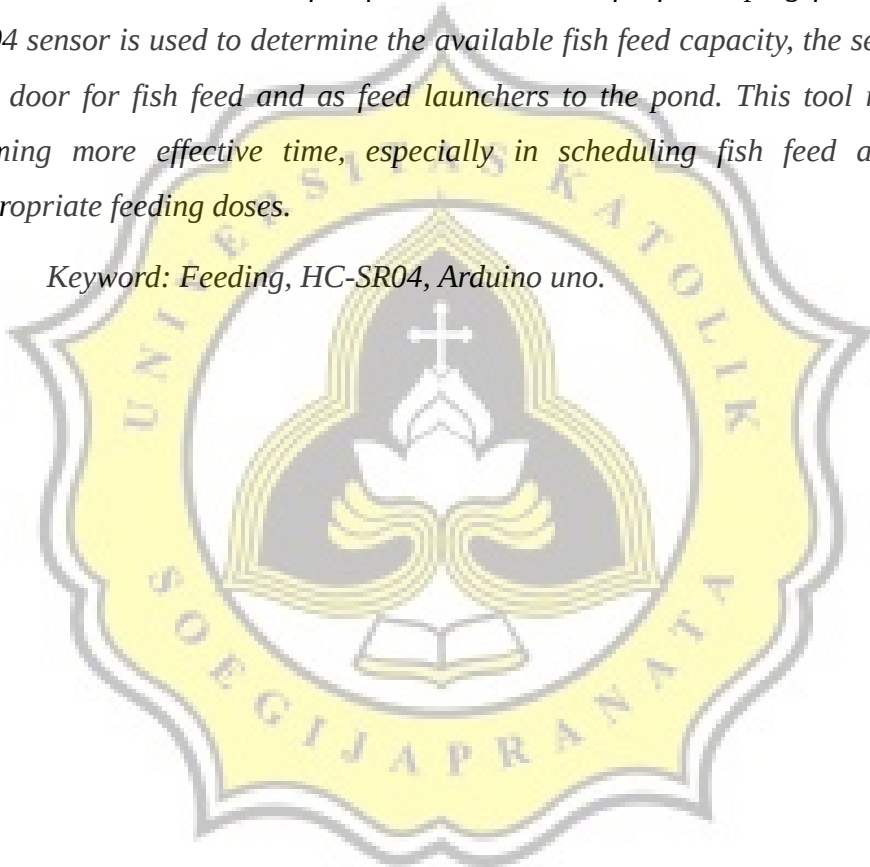 04 sensor is used to determine the available fish feed capacity, the se
door for fish feed and as feed launchers to the pond. This tool
ming more effective time, especially in scheduling fish feed a
ropriate feeding doses.
Keyword: Feeding, HC-SR04, Arduino uno.
UNIVERSITAS KATOLIK
SOEGIJAPRANATA